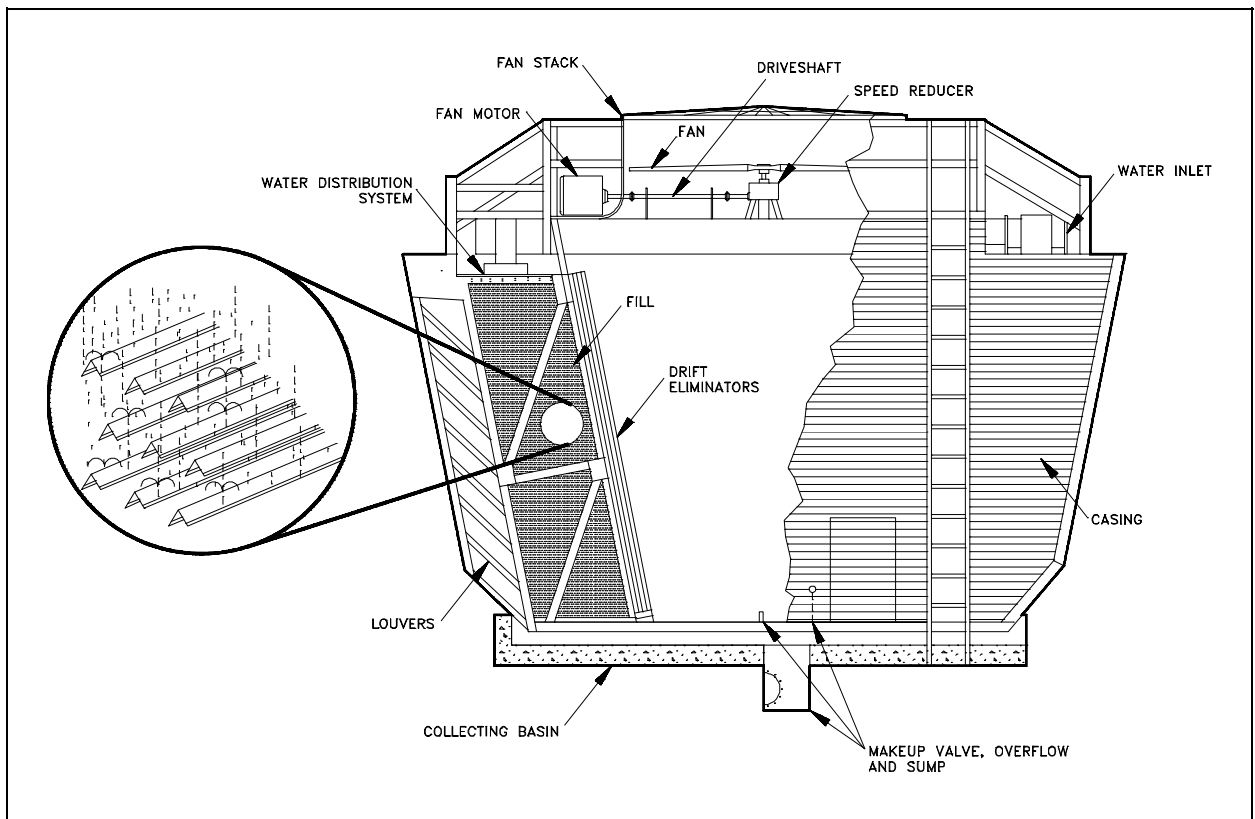 FAN STACK
DRIVESHAFT
SPEED REDUCER
FAN MOTOR
FAN
WATER INLET
WATER DISTRIBUTION
SYSTEM
FILL
DRIFT
ELIMINATORS
CASING
LOUVERS
COLLECTING BASIN
MAKEUP VALVE, OVERFLOW
AND SUMP